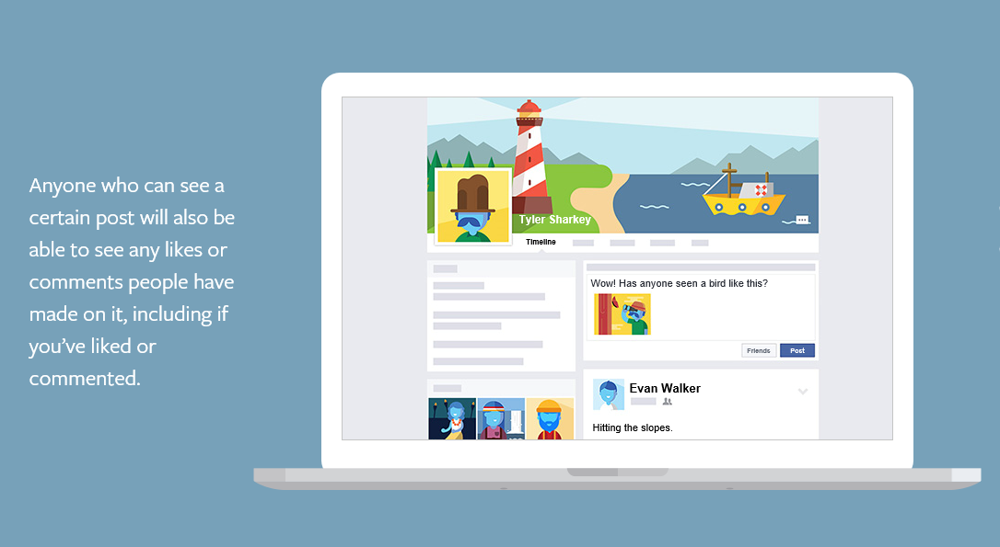 Anyone who can see a
certain post will also be
able to see any likes or
comments people have
made on it, including if
you’ve liked or
commented.
Tyler Sharkey
Timeline
Wow! Has anyone seen a bird like this?
Friends
Post
Evan Walker
Hitting the slopes.